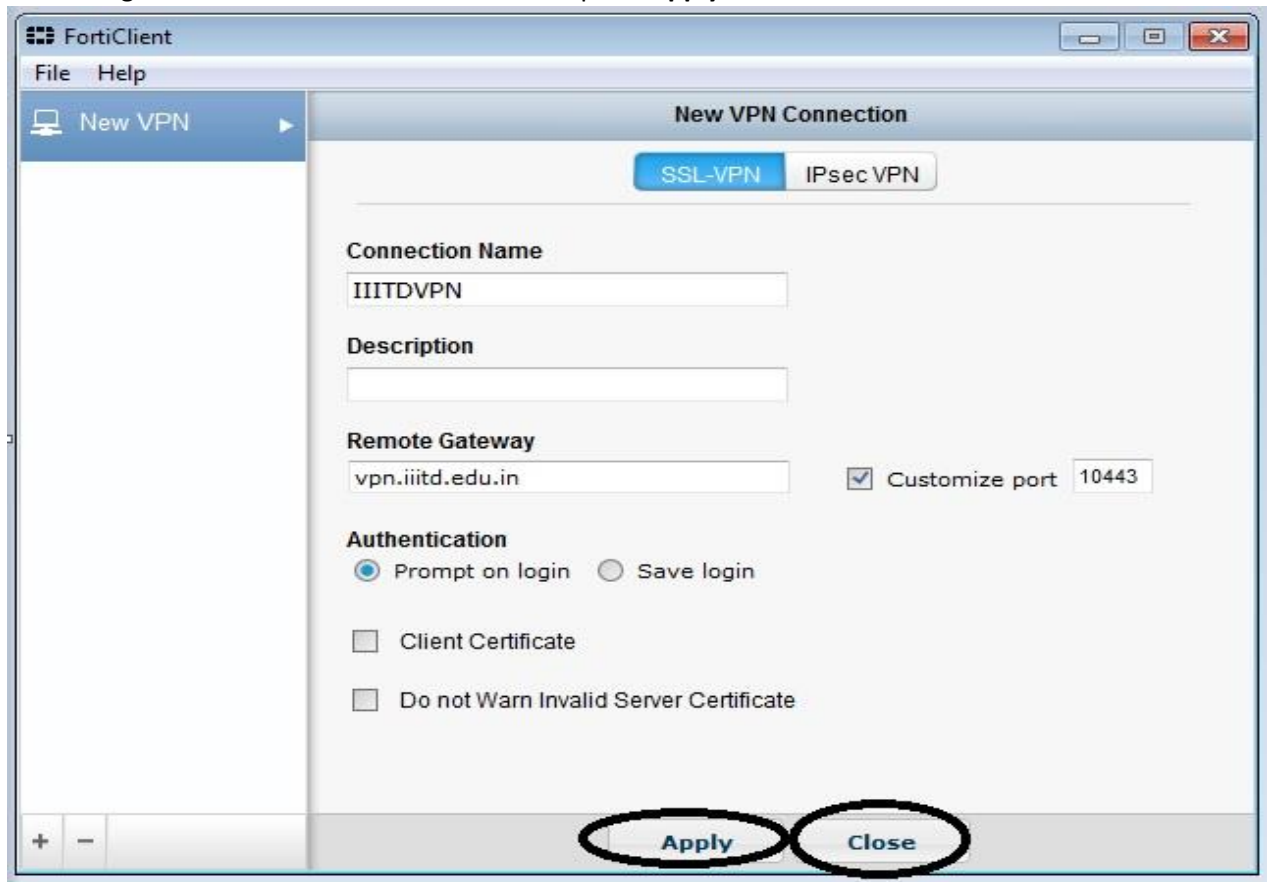 FortiClient
File Help
New VPN
New VPN Connection
SSL-VPN IPsec VPN
Connection Name
IIITDVPN
Description
Remote Gateway
vpn.iiitd.edu.in Customize port 10443
Authentication
Prompt on login Save login
Client Certificate
Do not Warn Invalid Server Certificate
+ − Apply Close